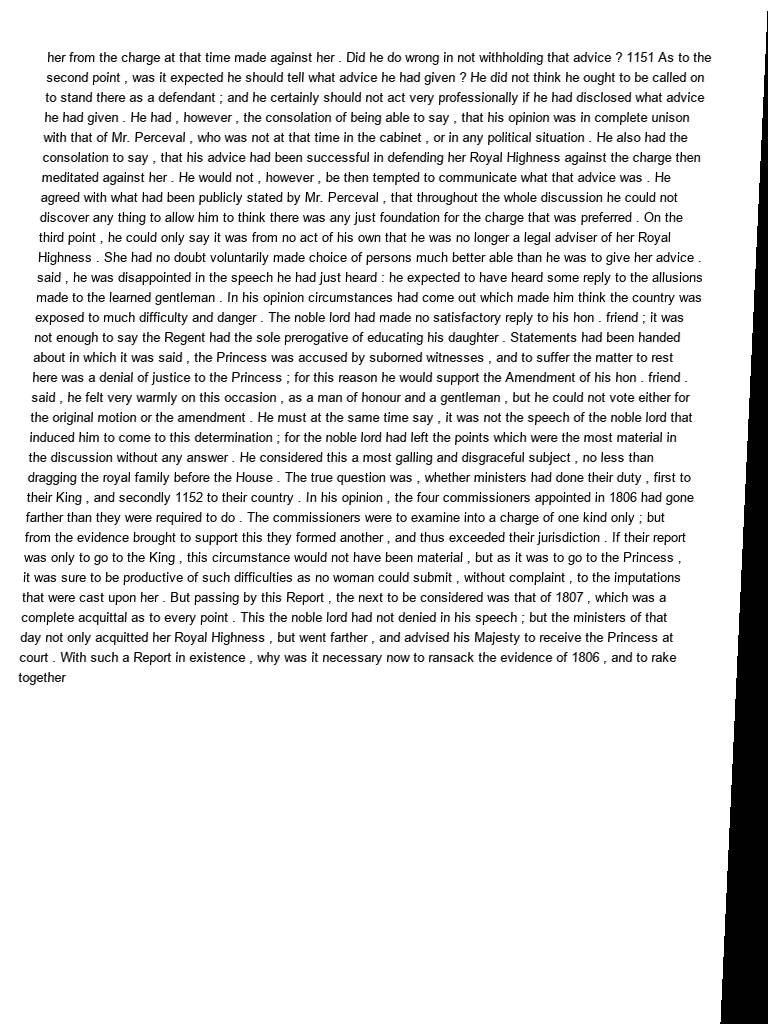 her from the charge at that time made against her . Did he do wrong in not withholding that advice ? 1151 As to the
second point , was it expected he should tell what advice he had given ? He did not think he ought to be called on
to stand there as a defendant ; and he certainly should not act very professionally if he had disclosed what advice
he had given . He had , however , the consolation of being able to say , that his opinion was in complete unison
with that of Mr. Perceval , who was not at that time in the cabinet , or in any political situation . He also had the
consolation to say , that his advice had been successful in defending her Royal Highness against the charge then
meditated against her . He would not , however , be then tempted to communicate what that advice was . He
agreed with what had been publicly stated by Mr. Perceval , that throughout the whole discussion he could not
discover any thing to allow him to think there was any just foundation for the charge that was preferred . On the
third point , he could only say it was from no act of his own that he was no longer a legal adviser of her Royal
Highness . She had no doubt voluntarily made choice of persons much better able than he was to give her advice .
said , he was disappointed in the speech he had just heard : he expected to have heard some reply to the allusions
made to the learned gentleman . In his opinion circumstances had come out which made him think the country was
exposed to much difficulty and danger . The noble lord had made no satisfactory reply to his hon . friend ; it was
not enough to say the Regent had the sole prerogative of educating his daughter . Statements had been handed
about in which it was said , the Princess was accused by suborned witnesses , and to suffer the matter to rest
here was a denial of justice to the Princess ; for this reason he would support the Amendment of his hon . friend .
said , he felt very warmly on this occasion , as a man of honour and a gentleman , but he could not vote either for
the original motion or the amendment . He must at the same time say , it was not the speech of the noble lord that
induced him to come to this determination ; for the noble lord had left the points which were the most material in
the discussion without any answer . He considered this a most galling and disgraceful subject , no less than
dragging the royal family before the House . The true question was , whether ministers had done their duty , first to
their King , and secondly 1152 to their country . In his opinion , the four commissioners appointed in 1806 had gone
farther than they were required to do . The commissioners were to examine into a charge of one kind only ; but
from the evidence brought to support this they formed another , and thus exceeded their jurisdiction . If their report
was only to go to the King , this circumstance would not have been material , but as it was to go to the Princess ,
it was sure to be productive of such difficulties as no woman could submit , without complaint , to the imputations
that were cast upon her . But passing by this Report , the next to be considered was that of 1807 , which was a
complete acquittal as to every point . This the noble lord had not denied in his speech ; but the ministers of that
day not only acquitted her Royal Highness , but went farther , and advised his Majesty to receive the Princess at
court . With such a Report in existence , why was it necessary now to ransack the evidence of 1806 , and to rake
together